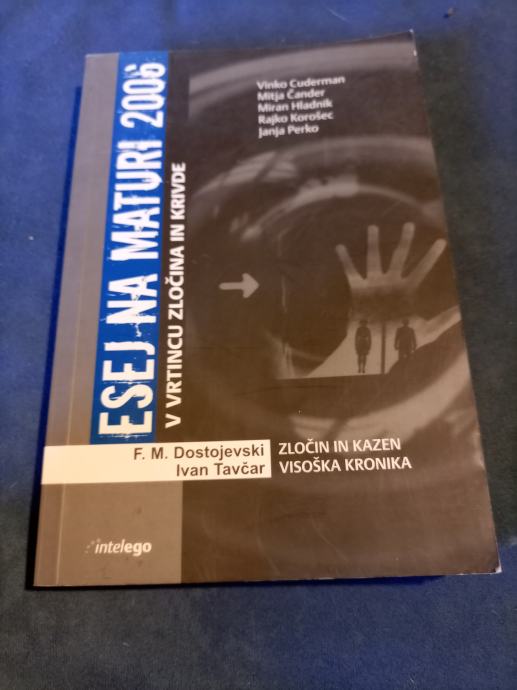 ESEJ NA MATURI 2006
V VRTINCU ZLOČINA IN KRIVDE
Vinko Cuderman
Mitja Čander
Miran Hladnik
Rajko Korošec
Janja Perko
F. M. Dostojevski
Ivan Tavčar
ZLOČIN IN KAZEN
VISOŠKA KRONIKA
intelego